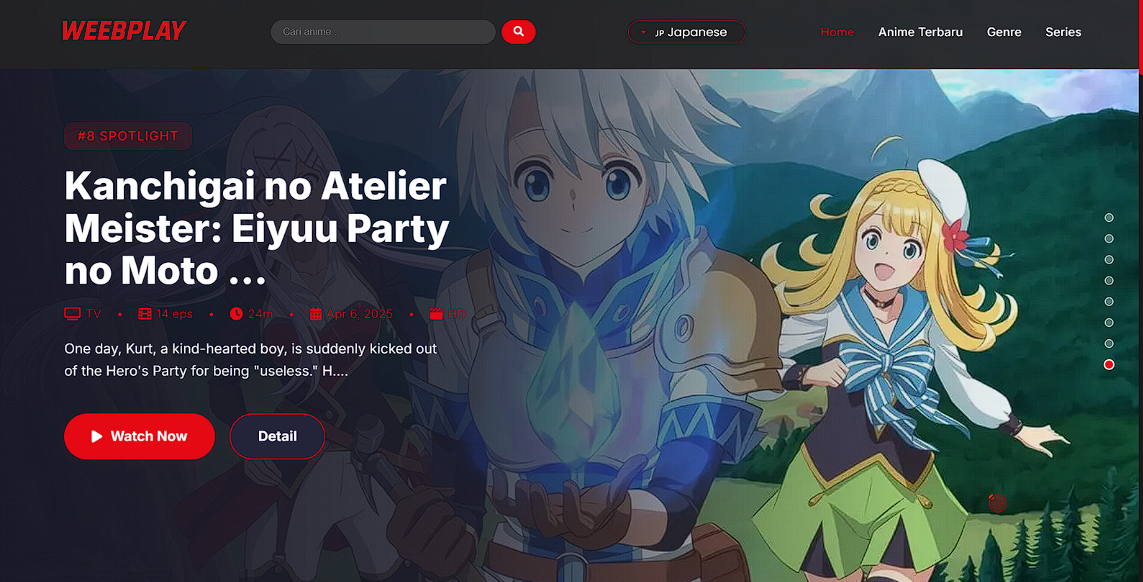 WEEBPLAY
Cari anime...
JP Japanese
Home
Anime Terbaru
Genre
Series
#8 SPOTLIGHT
Kanchigai no Atelier
Meister: Eiyuu Party
no Moto ...
TV • 14 eps • 24m • Apr 6, 2025 • HD
One day, Kurt, a kind-hearted boy, is suddenly kicked out
of the Hero's Party for being "useless." H....
Watch Now
Detail